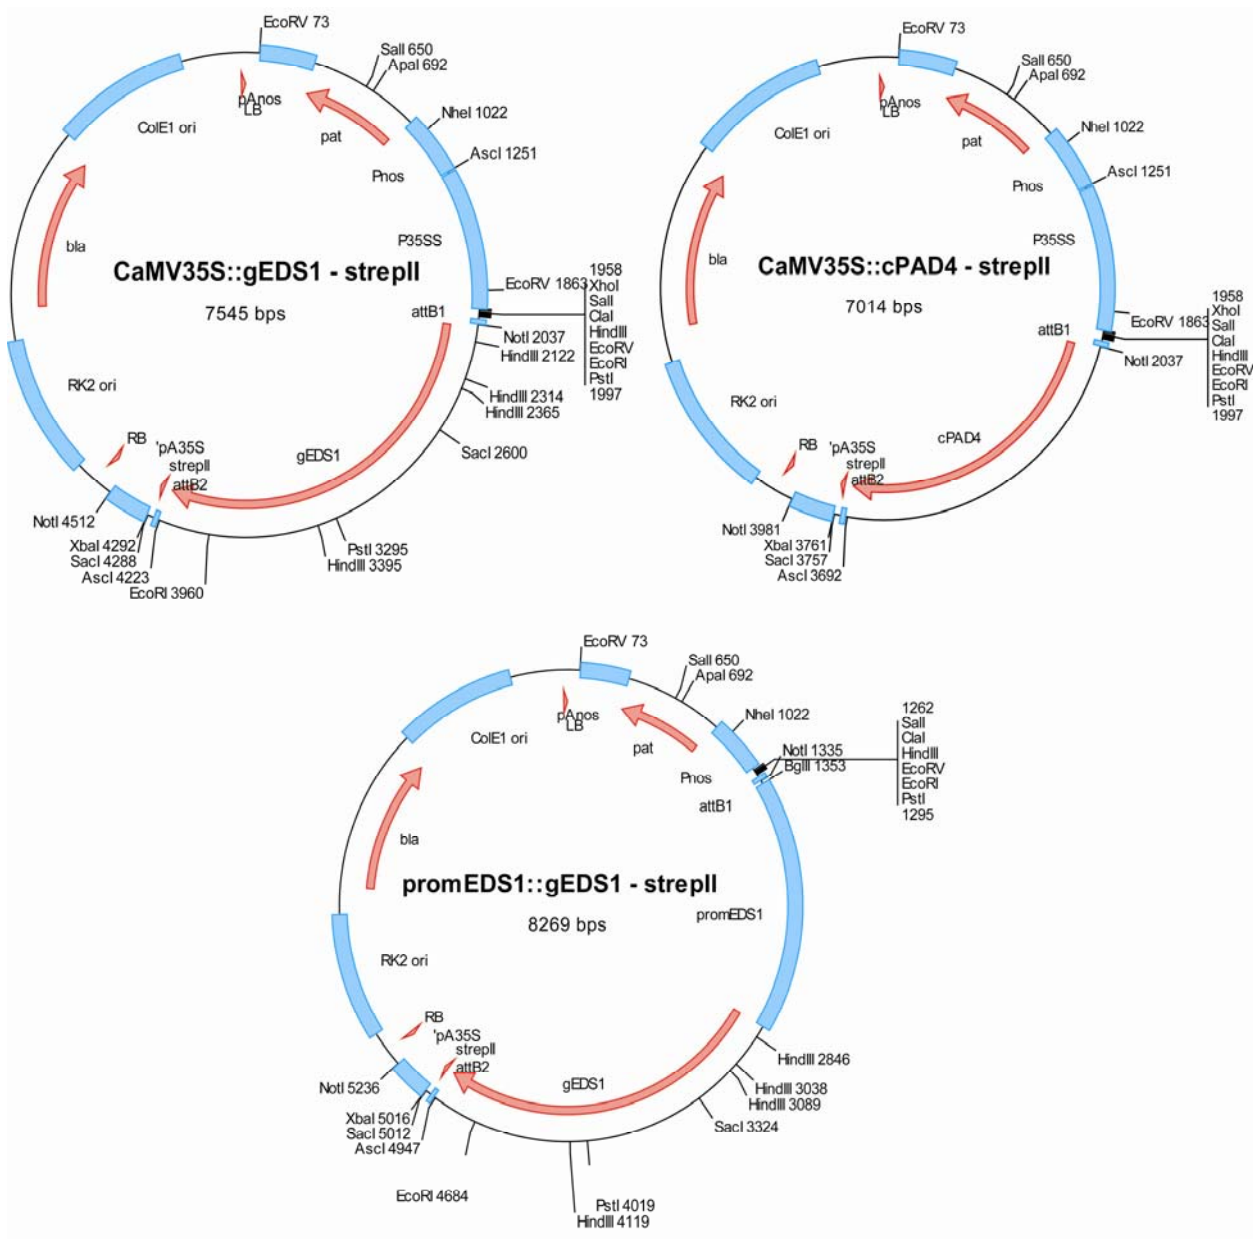 EcoRV 73
SalI 650
ApaI 692
pAnos
LB
ColE1 ori
pat
NheI 1022
AscI 1251
Pnos
bla
P35SS
CaMV35S::gEDS1 - strepII
7545 bps
EcoRV 1863
attB1
1958
XhoI
SalI
ClaI
HindIII
EcoRV
EcoRI
PstI
1997
NotI 2037
HindIII 2122
HindIII 2314
HindIII 2365
SacI 2600
RK2 ori
RB
'pA35S
strepII
attB2
gEDS1
NotI 4512
XbaI 4292
SacI 4288
AscI 4223
EcoRI 3960
PstI 3295
HindIII 3395
EcoRV 73
SalI 650
ApaI 692
pAnos
LB
ColE1 ori
pat
NheI 1022
AscI 1251
Pnos
bla
P35SS
CaMV35S::cPAD4 - strepII
7014 bps
EcoRV 1863
attB1
1958
XhoI
SalI
ClaI
HindIII
EcoRV
EcoRI
PstI
1997
NotI 2037
RK2 ori
RB
'pA35S
strepII
attB2
cPAD4
NotI 3981
XbaI 3761
SacI 3757
AscI 3692
EcoRV 73
SalI 650
ApaI 692
pAnos
LB
ColE1 ori
pat
NheI 1022
Pnos
NotI 1335
BglII 1353
attB1
1262
SalI
ClaI
HindIII
EcoRV
EcoRI
PstI
1295
bla
promEDS1::gEDS1 - strepII
8269 bps
promEDS1
RK2 ori
RB
'pA35S
strepII
attB2
gEDS1
HindIII 2846
HindIII 3038
HindIII 3089
SacI 3324
NotI 5236
XbaI 5016
SacI 5012
AscI 4947
EcoRI 4684
PstI 4019
HindIII 4119